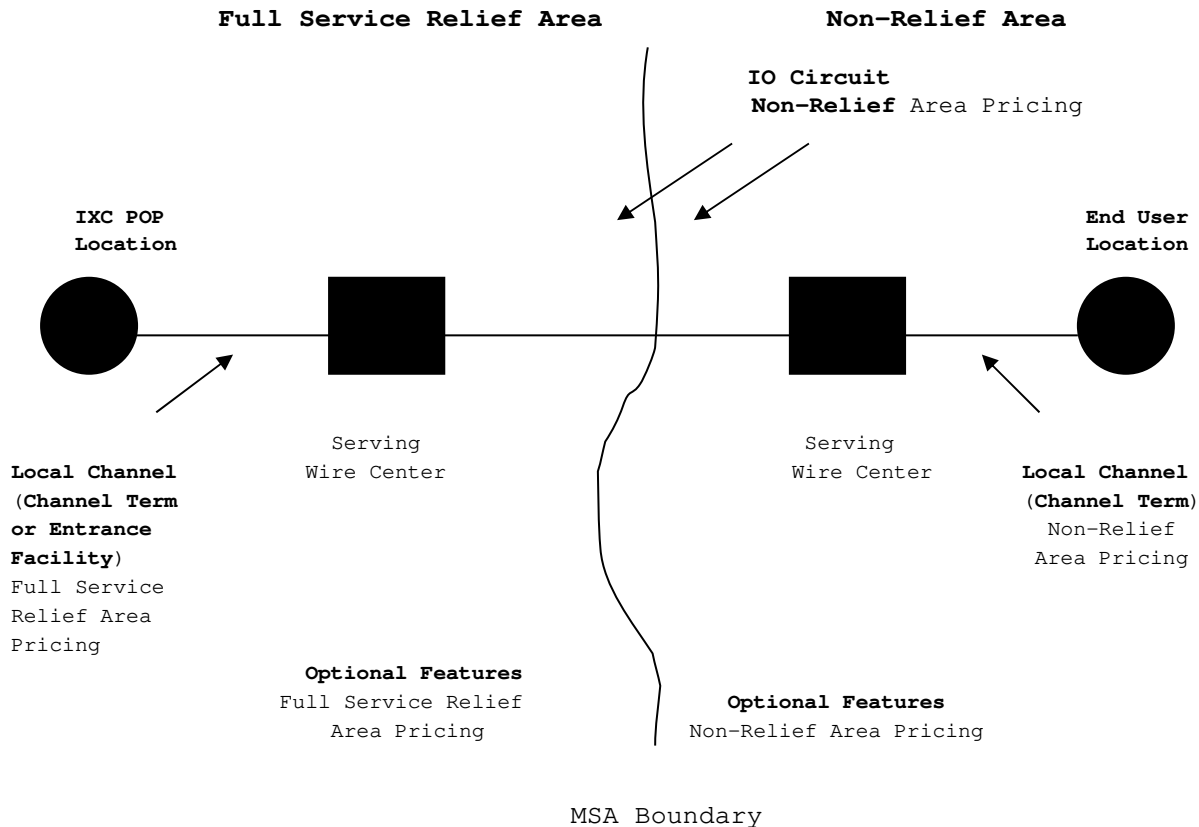 Full Service Relief Area
Non-Relief Area
IO Circuit
Non-Relief Area Pricing
IXC POP
Location
End User
Location
Serving
Wire Center
Serving
Wire Center
Local Channel
(Channel Term
or Entrance
Facility)
Full Service
Relief Area
Pricing
Local Channel
(Channel Term)
Non-Relief
Area Pricing
Optional Features
Full Service Relief
Area Pricing
Optional Features
Non-Relief Area Pricing
MSA Boundary